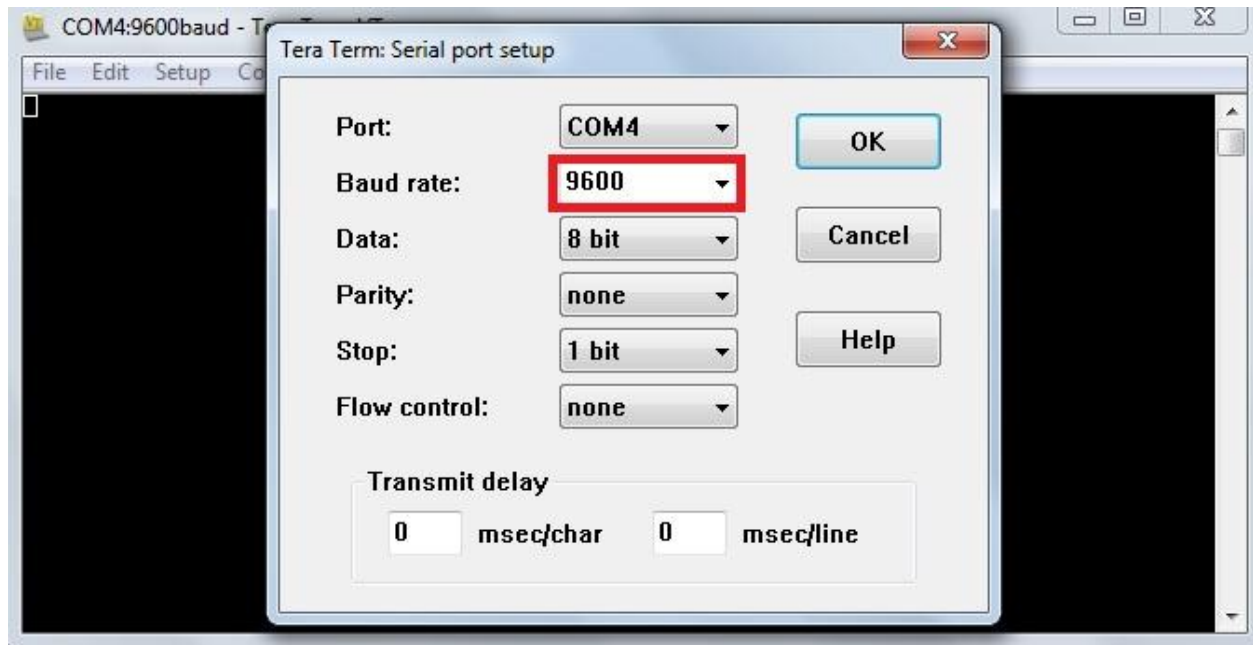 COM4:9600baud - Te
File Edit Setup Co
Tera Term: Serial port setup
Port: COM4
Baud rate: 9600
Data: 8 bit
Parity: none
Stop: 1 bit
Flow control: none
OK
Cancel
Help
Transmit delay
0 msec/char 0 msec/line